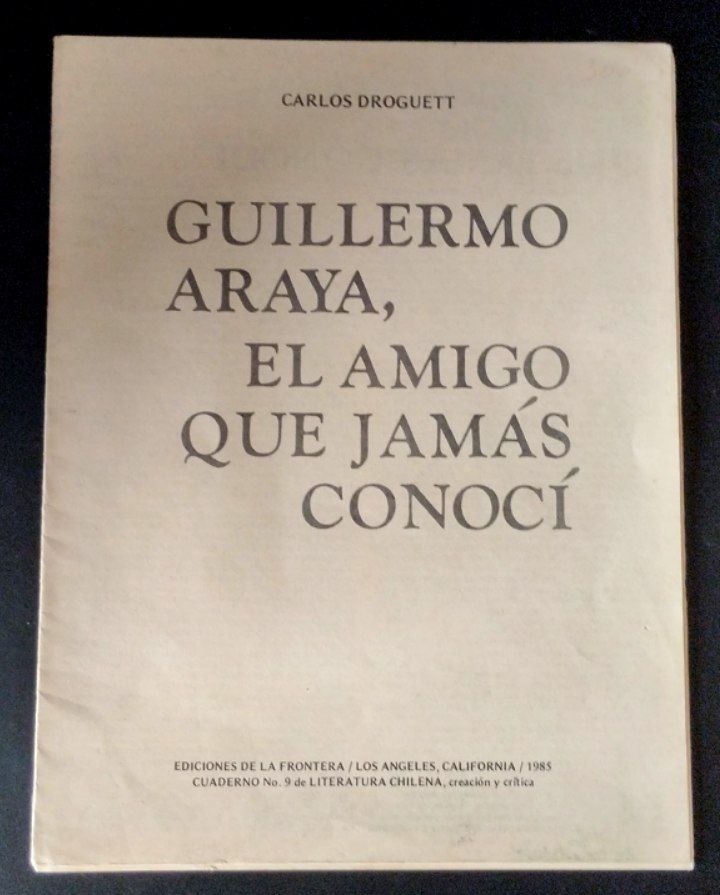 CARLOS DROGUETT
GUILLERMO
ARAYA,
EL AMIGO
QUE JAMÁS
CONOCÍ
EDICIONES DE LA FRONTERA / LOS ANGELES, CALIFORNIA / 1985
CUADERNO No. 9 de LITERATURA CHILENA, creación y crítica